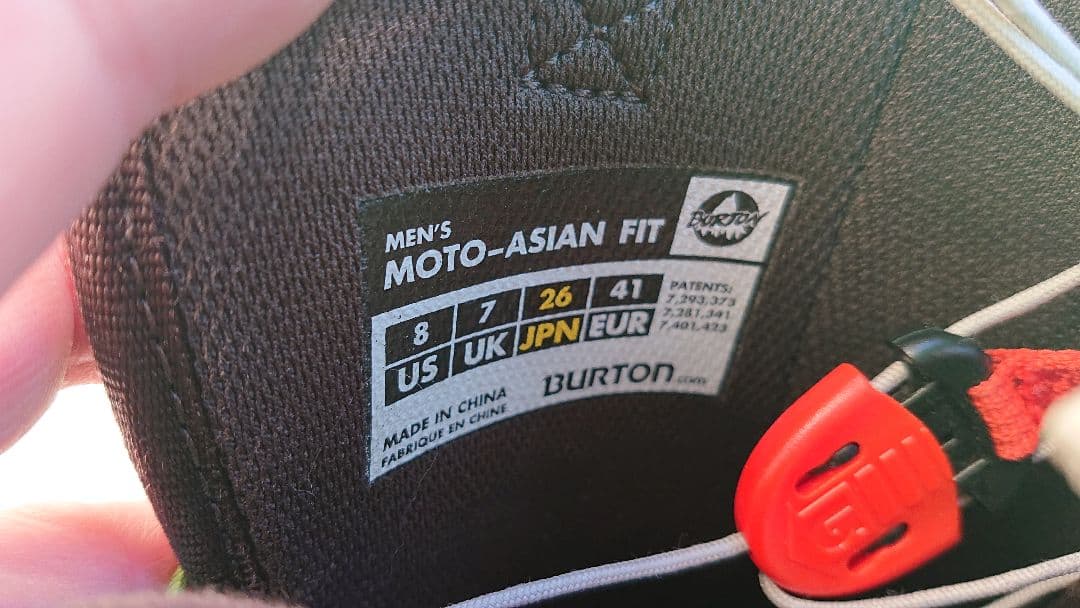 MEN'S
MOTO-ASIAN FIT
BURTON
8 7 26 41
US UK JPN EUR
PATENTS:
7,293,373
7,281,341
7,401,423
MADE IN CHINA
FABRIQUE EN CHINE
BURTON.COM